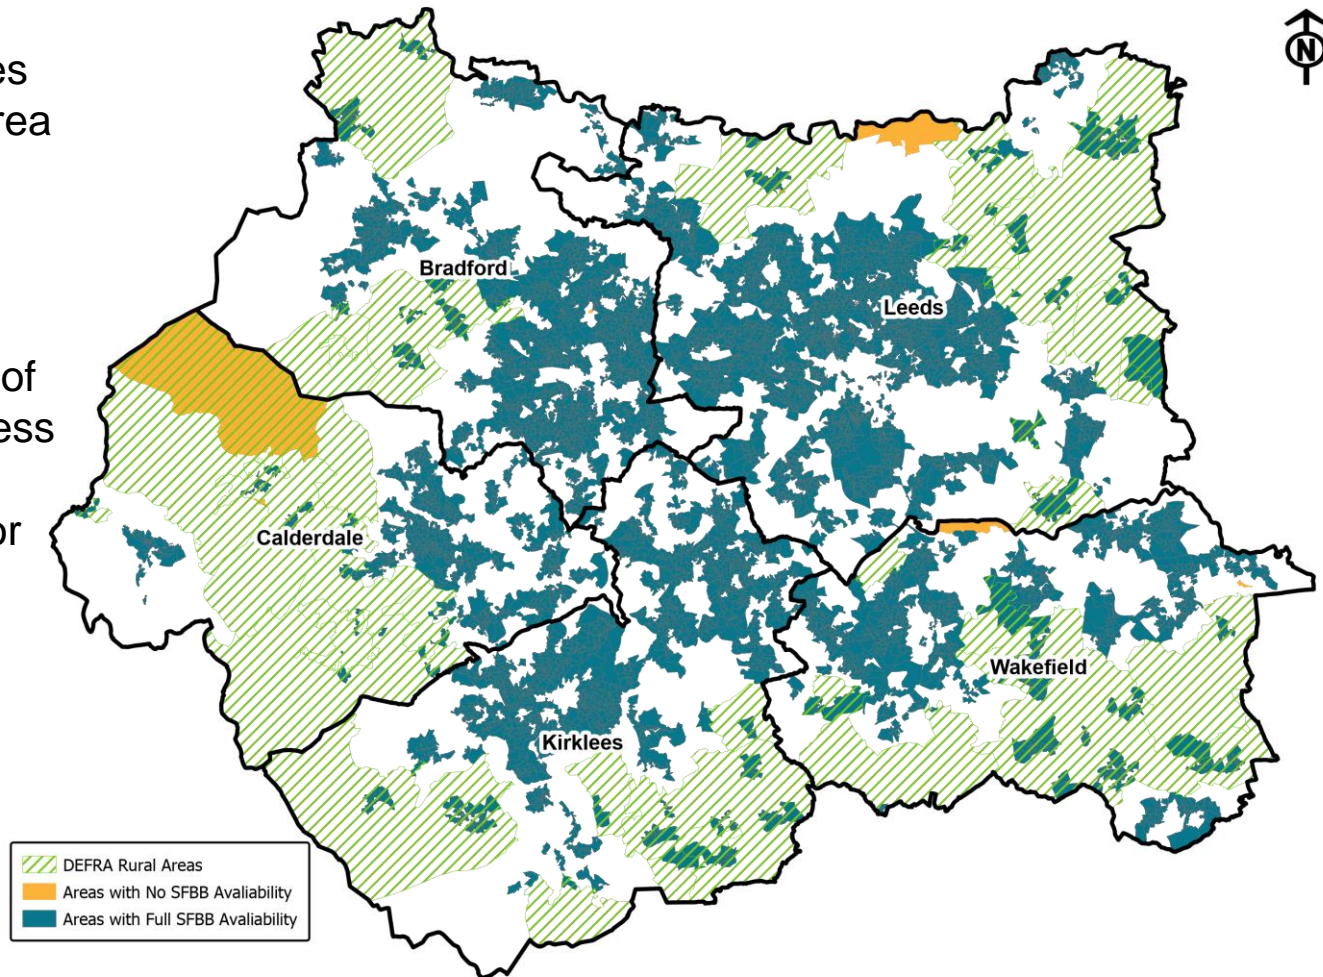 es
rea
of
ess
or
N
Bradford
Leeds
Calderdale
Wakefield
Kirklees
DEFRA Rural Areas
Areas with No SFBB Avaliability
Areas with Full SFBB Avaliability